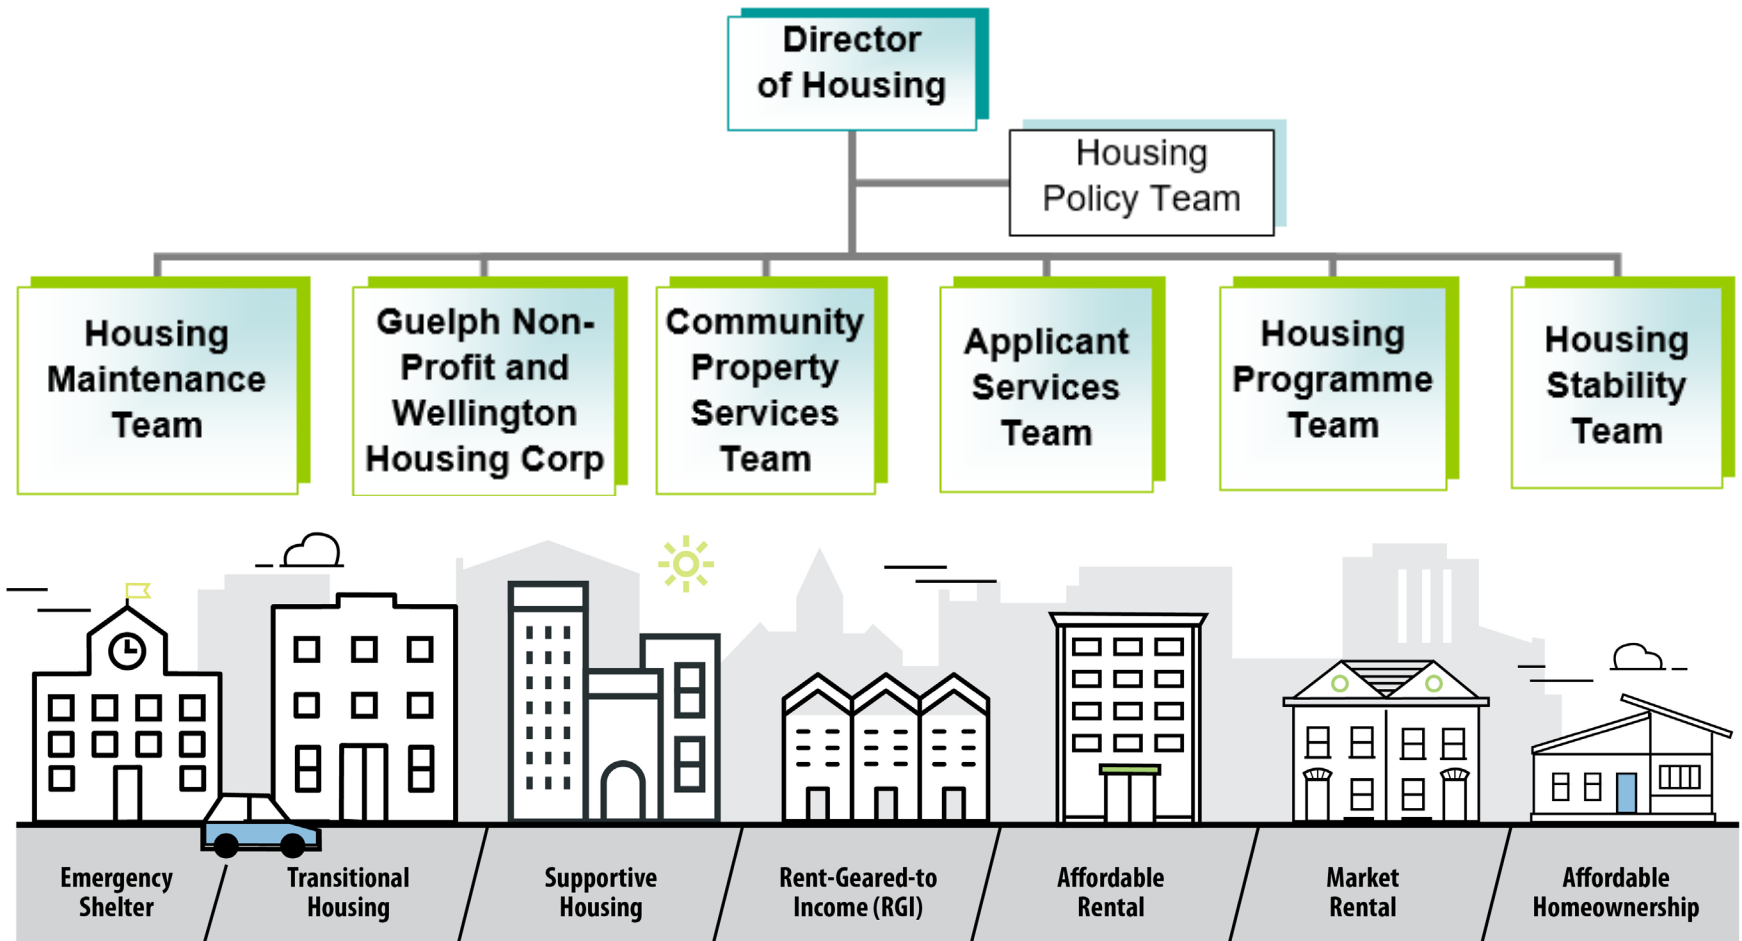 Director
of Housing
Housing
Policy Team
Housing
Maintenance
Team
Guelph Non-
Profit and
Wellington
Housing Corp
Community
Property
Services
Team
Applicant
Services
Team
Housing
Programme
Team
Housing
Stability
Team
Emergency
Shelter
Transitional
Housing
Supportive
Housing
Rent-Geared-to
Income (RGI)
Affordable
Rental
Market
Rental
Affordable
Homeownership